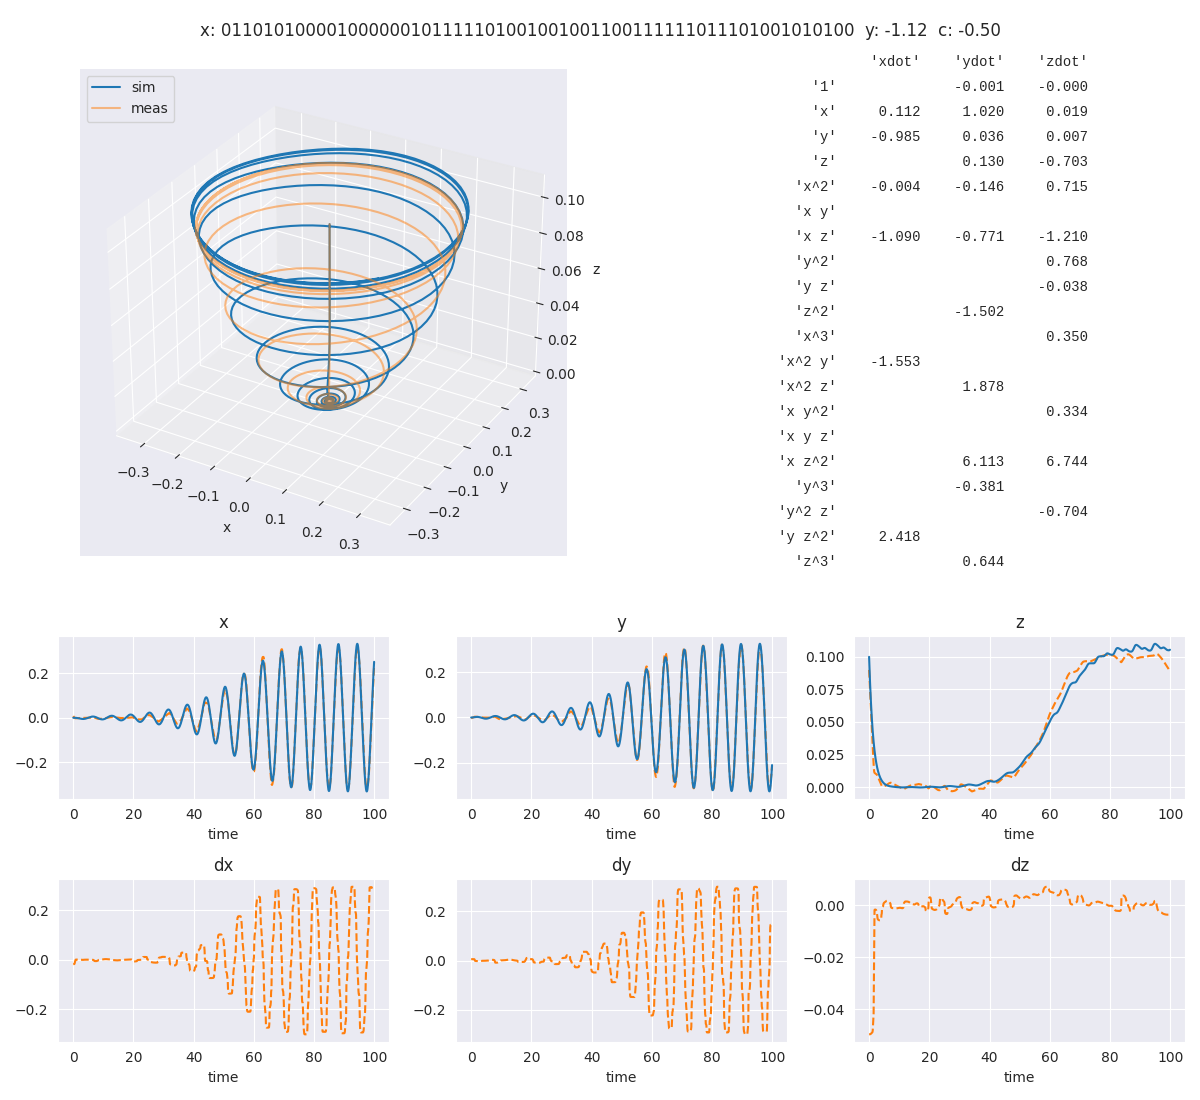 x: 011010100001000000101111101001001001100111111011101001010100  y: -1.12  c: -0.50
sim
meas
0.10
0.08
0.06
0.04
0.02
0.00
z
−0.3
−0.2
−0.1
0.0
0.1
0.2
0.3
x
−0.3
−0.2
−0.1
0.0
0.1
0.2
0.3
y
'xdot' 'ydot' 'zdot'
'1' -0.001 -0.000
'x' 0.112 1.020 0.019
'y' -0.985 0.036 0.007
'z' 0.130 -0.703
'x^2' -0.004 -0.146 0.715
'x y'
'x z' -1.090 -0.771 -1.210
'y^2' 0.768
'y z' -0.038
'z^2' -1.502
'x^3' 0.350
'x^2 y' -1.553
'x^2 z' 1.878
'x y^2' 0.334
'x y z'
'x z^2' 6.113 6.744
'y^3' -0.381
'y^2 z' -0.704
'y z^2' 2.418
'z^3' 0.644
x
0.2
0.0
−0.2
0 20 40 60 80 100
time
y
0.2
0.0
−0.2
0 20 40 60 80 100
time
z
0.100
0.075
0.050
0.025
0.000
0 20 40 60 80 100
time
dx
0.2
0.0
−0.2
0 20 40 60 80 100
time
dy
0.2
0.0
−0.2
0 20 40 60 80 100
time
dz
0.00
−0.02
−0.04
0 20 40 60 80 100
time